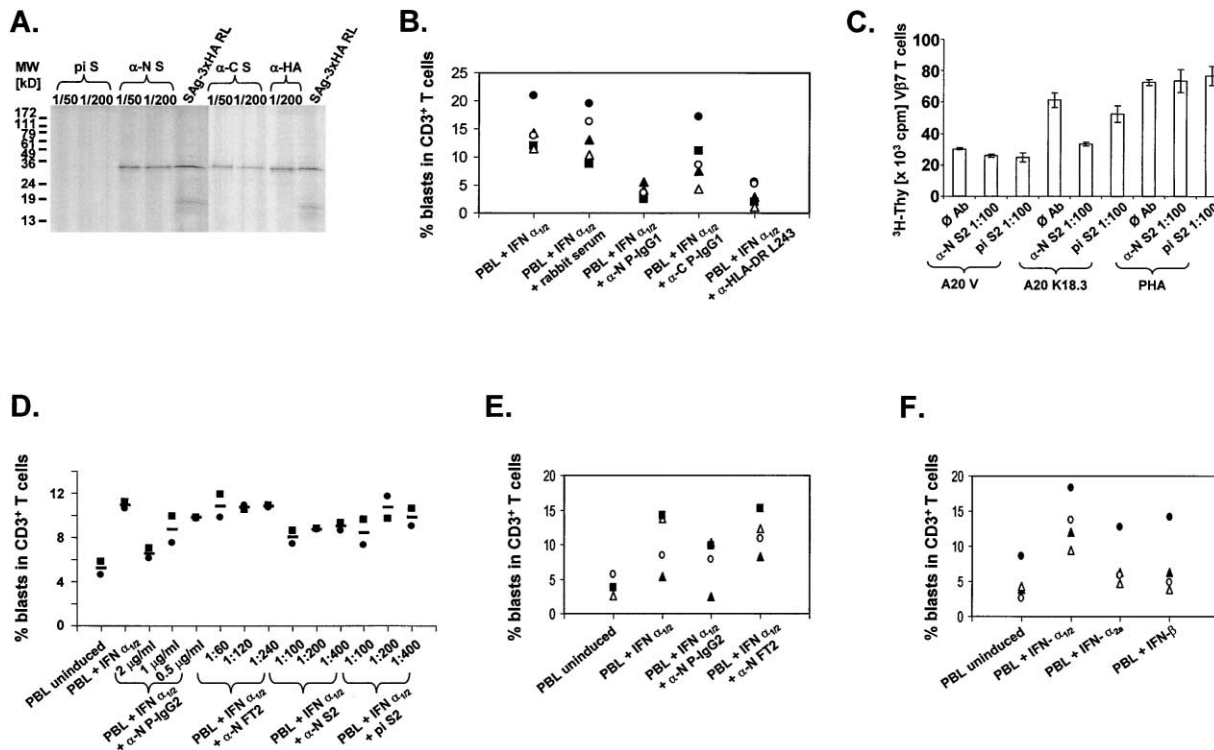 A.
MW
[kD]
pi S
α-N S
SAg-3xHA RL
α-C S
α-HA
SAg-3xHA RL
1/50 1/200
1/50 1/200
1/50 1/200
1/200
172
111
79
61
49
36
24
19
13
B.
% blasts in CD3⁺ T cells
25
20
15
10
5
0
PBL + IFN α₁/₂
PBL + IFN α₁/₂
+ rabbit serum
PBL + IFN α₁/₂
+ α-N P-IgG1
PBL + IFN α₁/₂
+ α-C P-IgG1
PBL + IFN α₁/₂
+ α-HLA-DR L243
C.
³H-Thy [x 10³ cpm] Vβ7 T cells
100
80
60
40
20
0
Ø Ab
α-N S2 1:100
pi S2 1:100
Ø Ab
α-N S2 1:100
pi S2 1:100
Ø Ab
α-N S2 1:100
pi S2 1:100
A20 V
A20 K18.3
PHA
D.
% blasts in CD3⁺ T cells
12
8
4
0
PBL uninduced
PBL + IFN α₁/₂
2 μg/ml
1 μg/ml
0.5 μg/ml
1:60
1:120
1:240
1:100
1:200
1:400
1:100
1:200
1:400
PBL + IFN α₁/₂
+ α-N P-IgG2
PBL + IFN α₁/₂
+ α-N FT2
PBL + IFN α₁/₂
+ α-N S2
PBL + IFN α₁/₂
+ pi S2
E.
% blasts in CD3⁺ T cells
20
15
10
5
0
PBL uninduced
PBL + IFN α₁/₂
PBL + IFN α₁/₂
+ α-N P-IgG2
PBL + IFN α₁/₂
+ α-N FT2
F.
% blasts in CD3⁺ T cells
20
15
10
5
0
PBL uninduced
PBL + IFN- α₁/₂
PBL + IFN- α₂ₐ
PBL + IFN-β